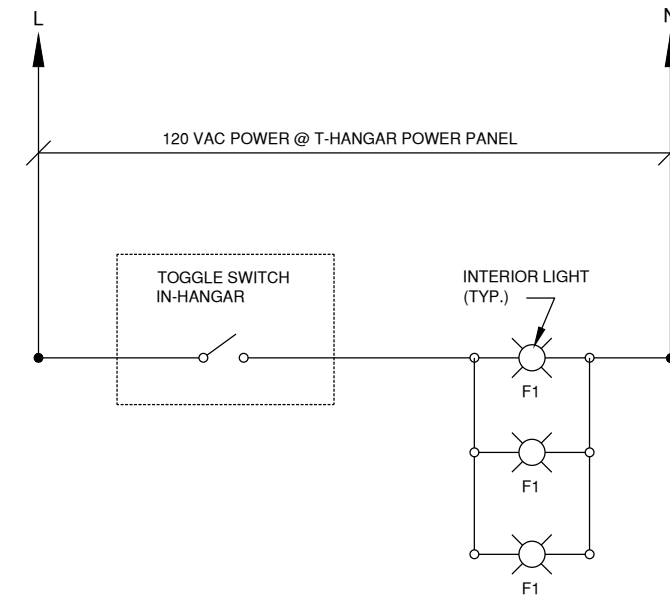 L
N
120 VAC POWER @ T-HANGAR POWER PANEL
TOGGLE SWITCH
IN-HANGAR
INTERIOR LIGHT
(TYP.)
F1
F1
F1